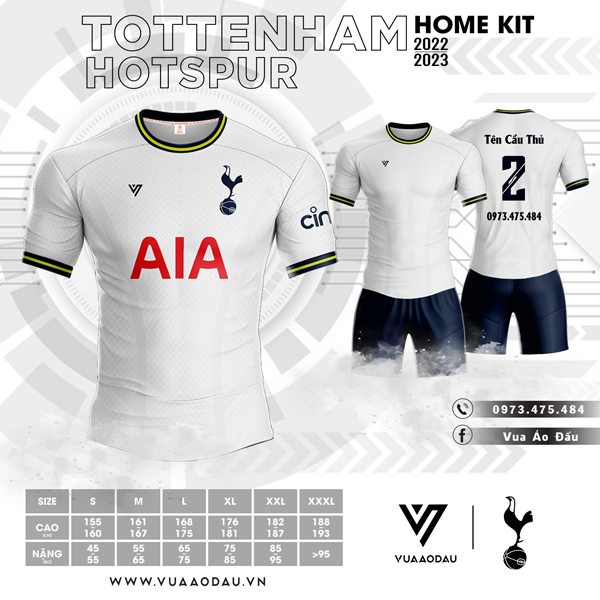 TOTTENHAM
HOTSPUR
HOME KIT
2022
2023
AIA
cin
Tên Cầu Thủ
2
0973.475.484
0973.475.484
Vua Áo Đấu
SIZE S M L XL XXL XXXL
CAO (CM) 155 160 161 167 168 175 176 181 182 187 188 193
NẶNG (KG) 45 55 55 65 65 75 75 85 85 95 >95
VUAAODAU
WWW.VUAAODAU.VN